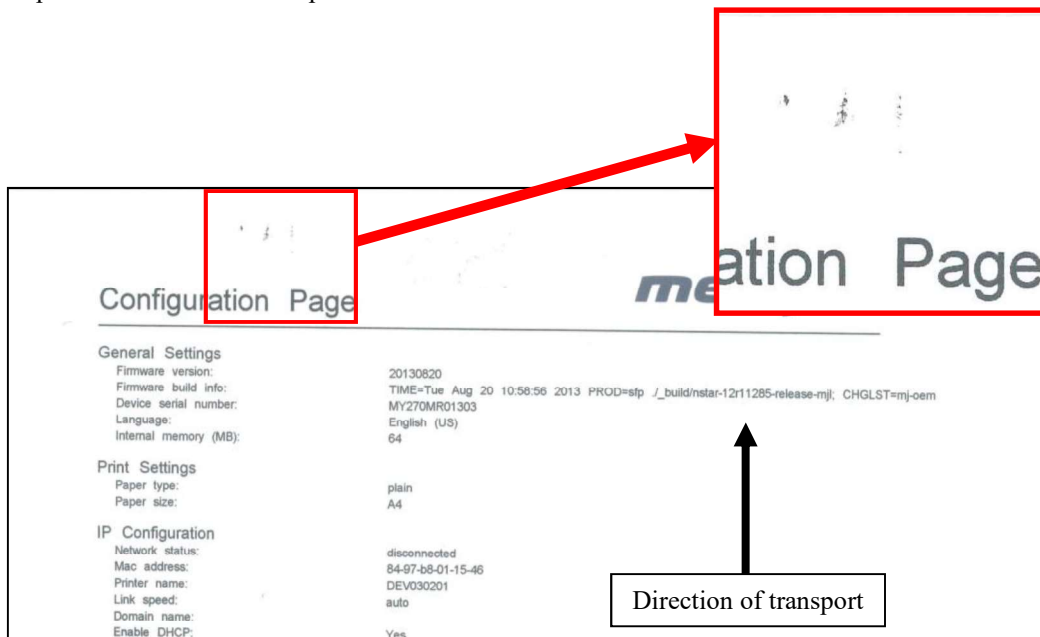 ation Page
Configuration Page
me
General Settings
Firmware version: 20130820
Firmware build info: TIME=Tue Aug 20 10:58:56 2013 PROD=sfp ./_build/nstar-12r11285-release-mjl; CHGLST=mj-oem
Device serial number: MY270MR01303
Language: English (US)
Internal memory (MB): 64
Print Settings
Paper type: plain
Paper size: A4
IP Configuration
Network status: disconnected
Mac address: 84-97-b8-01-15-46
Printer name: DEV030201
Link speed: auto
Domain name:
Enable DHCP: Yes
Direction of transport